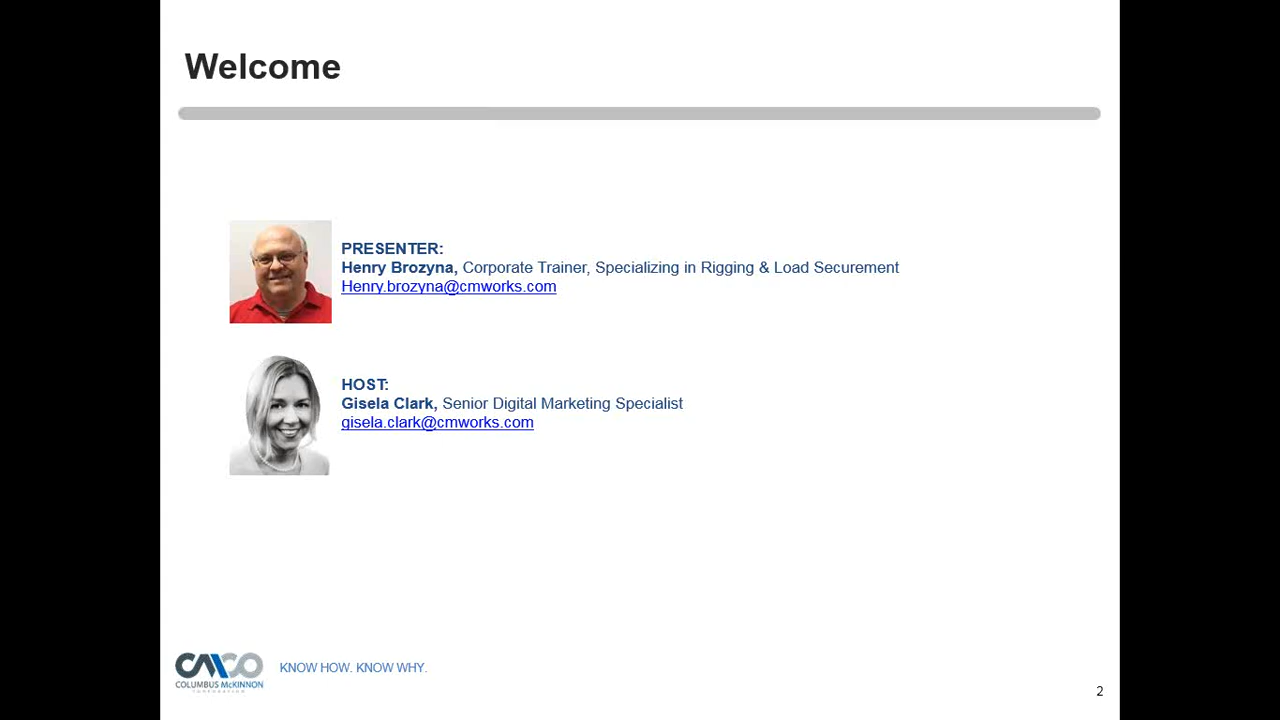 Welcome
PRESENTER:
Henry Brozyna, Corporate Trainer, Specializing in Rigging & Load Securement
Henry.brozyna@cmworks.com
HOST:
Gisela Clark, Senior Digital Marketing Specialist
gisela.clark@cmworks.com
CMCO
COLUMBUS McKINNON
CORPORATION
KNOW HOW. KNOW WHY.
2